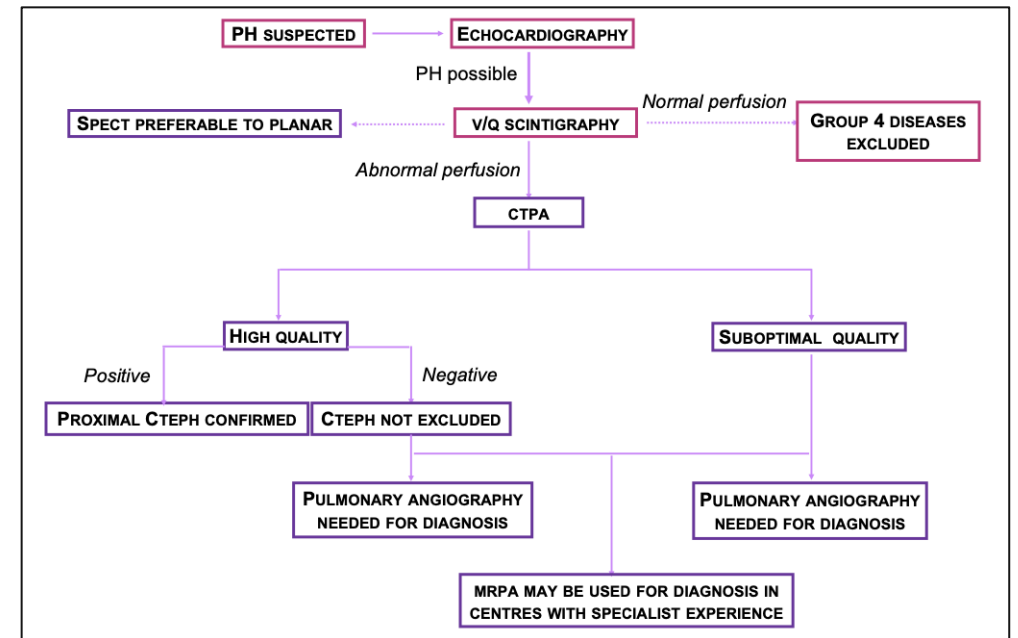 PH SUSPECTED
ECHOCARDIOGRAPHY
PH possible
Normal perfusion
SPECT PREFERABLE TO PLANAR
V/Q SCINTIGRAPHY
GROUP 4 DISEASES
EXCLUDED
Abnormal perfusion
CTPA
HIGH QUALITY
SUBOPTIMAL QUALITY
Positive
Negative
PROXIMAL CTEPH CONFIRMED
CTEPH NOT EXCLUDED
PULMONARY ANGIOGRAPHY
NEEDED FOR DIAGNOSIS
PULMONARY ANGIOGRAPHY
NEEDED FOR DIAGNOSIS
MRPA MAY BE USED FOR DIAGNOSIS IN
CENTRES WITH SPECIALIST EXPERIENCE